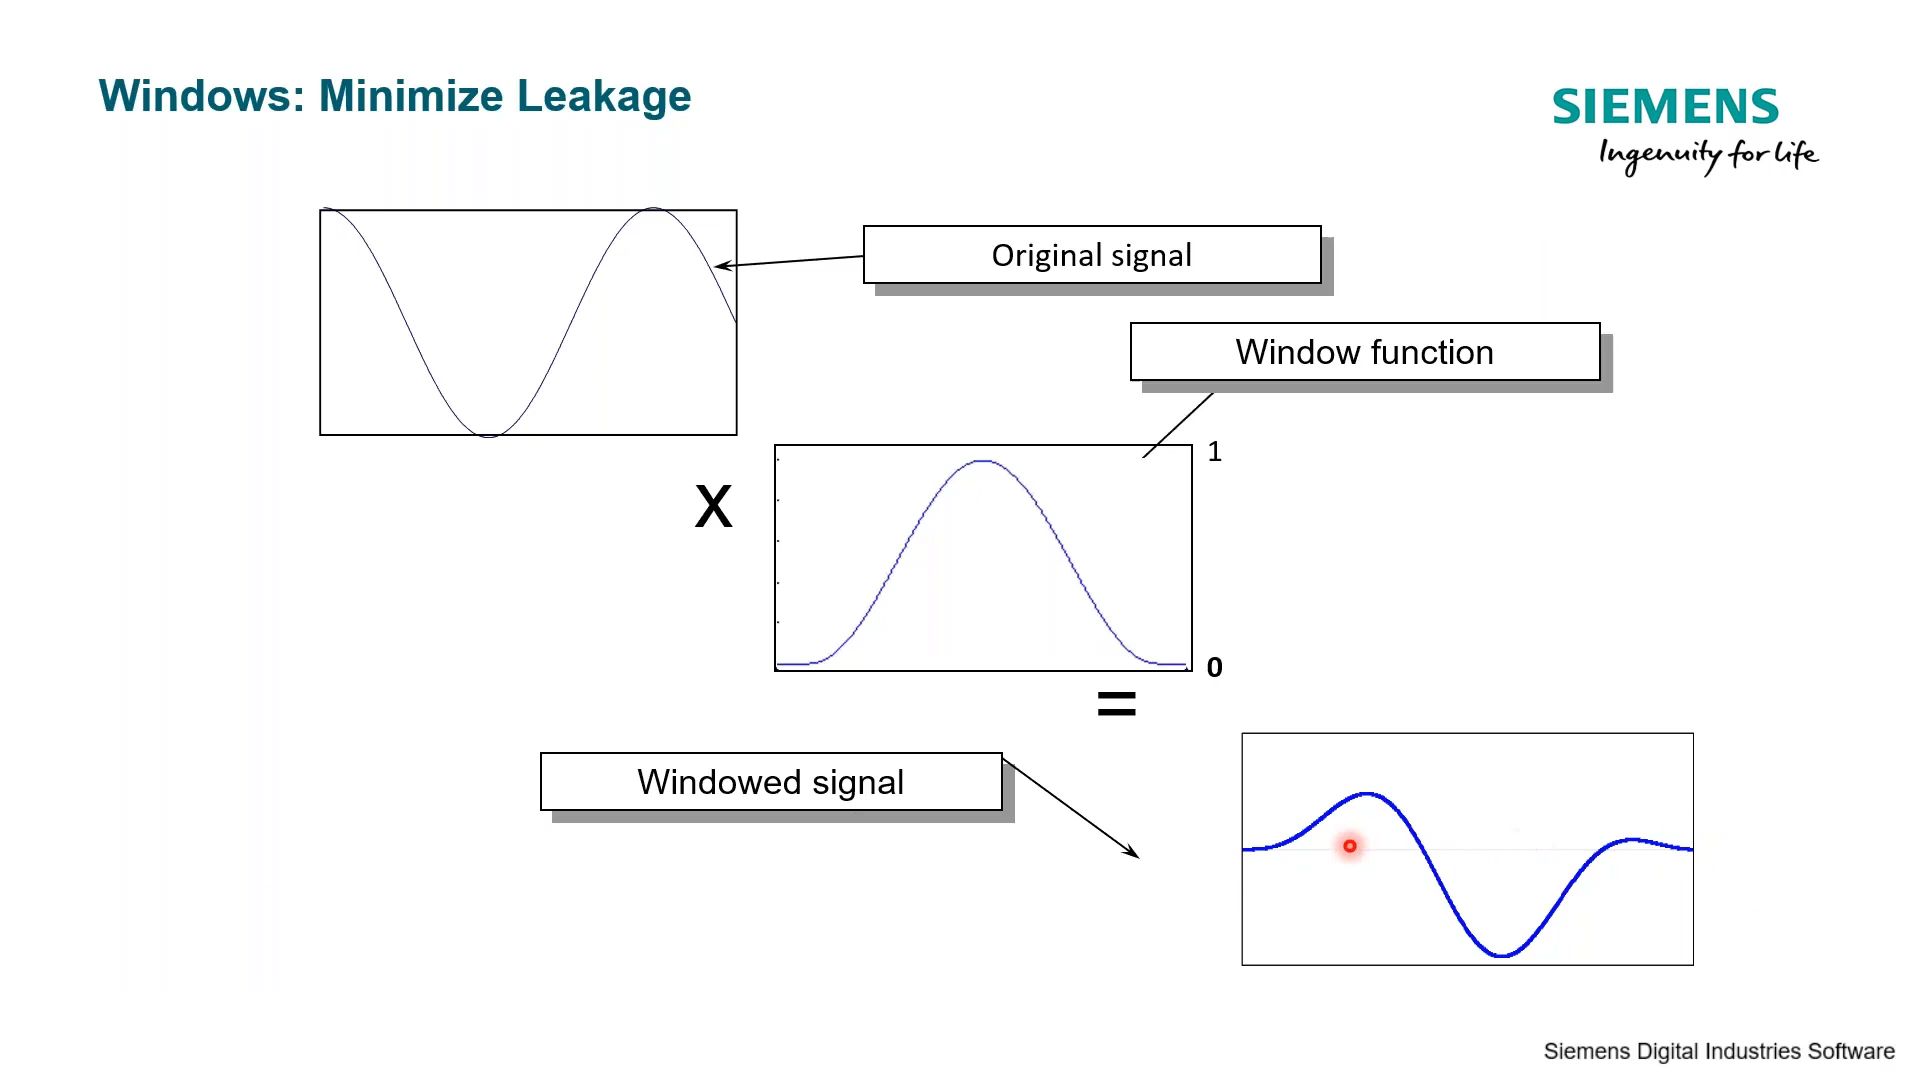 Windows: Minimize Leakage
SIEMENS
Ingenuity for life
Original signal
Window function
1
X
0
=
Windowed signal
Siemens Digital Industries Software